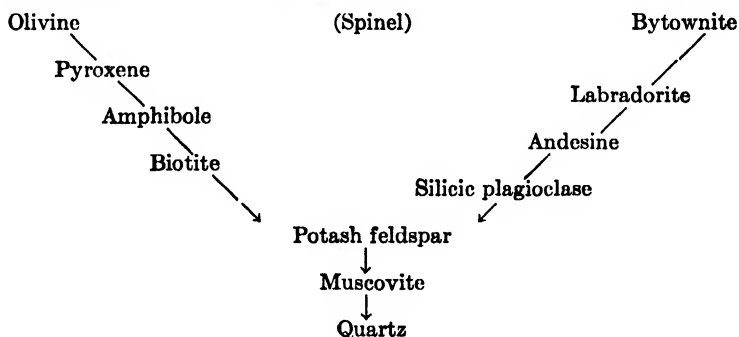 Olivine (Spinel) Bytownite
Pyroxene
Labradorite
Amphibole
Andesine
Biotite
Silicic plagioclase
Potash feldspar
Muscovite
Quartz